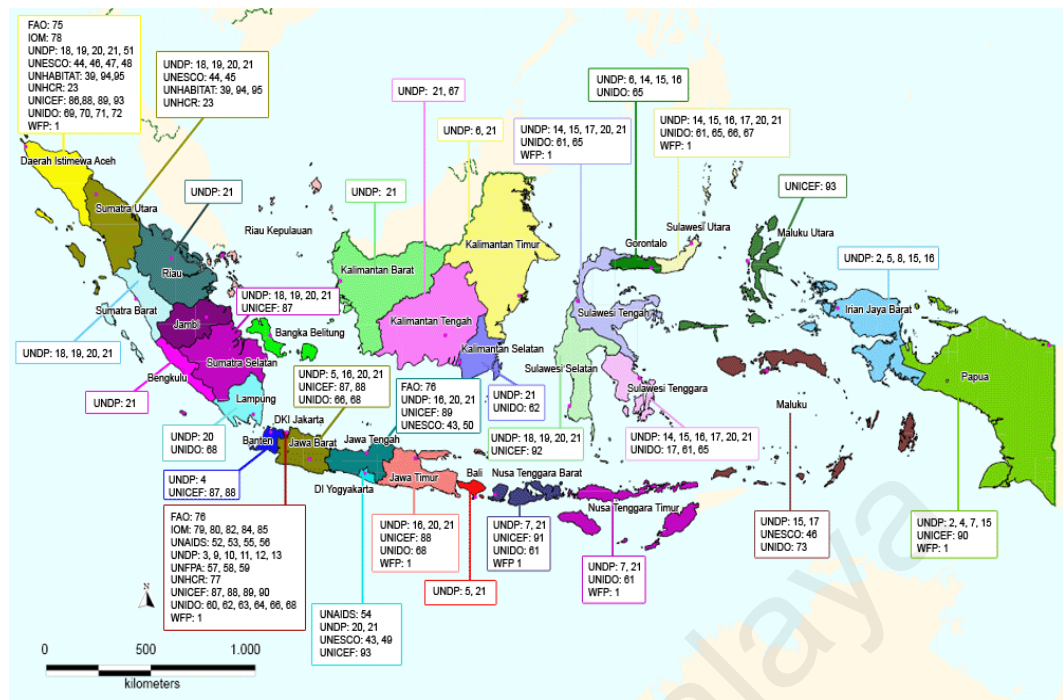 FAO: 75
IOM: 78
UNDP: 18, 19, 20, 21, 51
UNESCO: 44, 46, 47, 48
UNHABITAT: 39, 94,95
UNHCR: 23
UNICEF: 86,88, 89, 93
UNIDO: 69, 70, 71, 72
WFP: 1
UNDP: 18, 19, 20, 21
UNESCO: 44, 45
UNHABITAT: 39, 94, 95
UNHCR: 23
UNDP: 21, 67
UNDP: 6, 14, 15, 16
UNIDO: 65
UNDP: 6, 21
UNDP: 14, 15, 17, 20, 21
UNIDO: 61, 65
WFP: 1
UNDP: 14, 15, 16, 17, 20, 21
UNIDO: 61, 65, 66, 67
WFP: 1
Daerah Istimewa Aceh
UNDP: 21
UNDP: 21
UNICEF: 93
Sumatra Utara
Riau Kepulauan
Kalimantan Timur
Gorontalo
Sulawesi Utara
Maluku Utara
UNDP: 2, 5, 8, 15, 16
Riau
Kalimantan Barat
Sumatra Barat
UNDP: 18, 19, 20, 21
UNICEF: 87
Jambi
Bangka Belitung
Kalimantan Tengah
Sulawesi Tengah
Irian Jaya Barat
UNDP: 18, 19, 20, 21
Sumatra Selatan
Kalimantan Selatan
Sulawesi Selatan
Bengkulu
Sulawesi Tenggara
Papua
UNDP: 21
Lampung
UNDP: 5, 16, 20, 21
UNICEF: 87, 88
UNIDO: 66, 68
FAO: 76
UNDP: 16, 20, 21
UNICEF: 89
UNESCO: 43, 50
UNDP: 21
UNIDO: 62
Maluku
DKI Jakarta
UNDP: 20
UNIDO: 68
Banten
Jawa Barat
Jawa Tengah
UNDP: 18, 19, 20, 21
UNICEF: 92
UNDP: 14, 15, 16, 17, 20, 21
UNIDO: 17, 61, 65
UNDP: 4
UNICEF: 87, 88
DI Yogyakarta
Jawa Timur
Bali
Nusa Tenggara Barat
Nusa Tenggara Timur
FAO: 76
IOM: 79, 80, 82, 84, 85
UNAIDS: 52, 53, 55, 56
UNDP: 3, 9, 10, 11, 12, 13
UNFPA: 57, 58, 59
UNHCR: 77
UNICEF: 87, 88, 89, 90
UNIDO: 60, 62, 63, 64, 66, 68
WFP: 1
UNDP: 16, 20, 21
UNICEF: 88
UNIDO: 68
WFP: 1
UNDP: 7, 21
UNICEF: 91
UNIDO: 61
WFP 1
UNDP: 15, 17
UNESCO: 46
UNIDO: 73
UNDP: 2, 4, 7, 15
UNICEF: 90
WFP: 1
UNDP: 7, 21
UNIDO: 61
WFP: 1
UNDP: 5, 21
UNAIDS: 54
UNDP: 20, 21
UNESCO: 43, 49
UNICEF: 93
N
0 500 1.000
kilometers
alaya